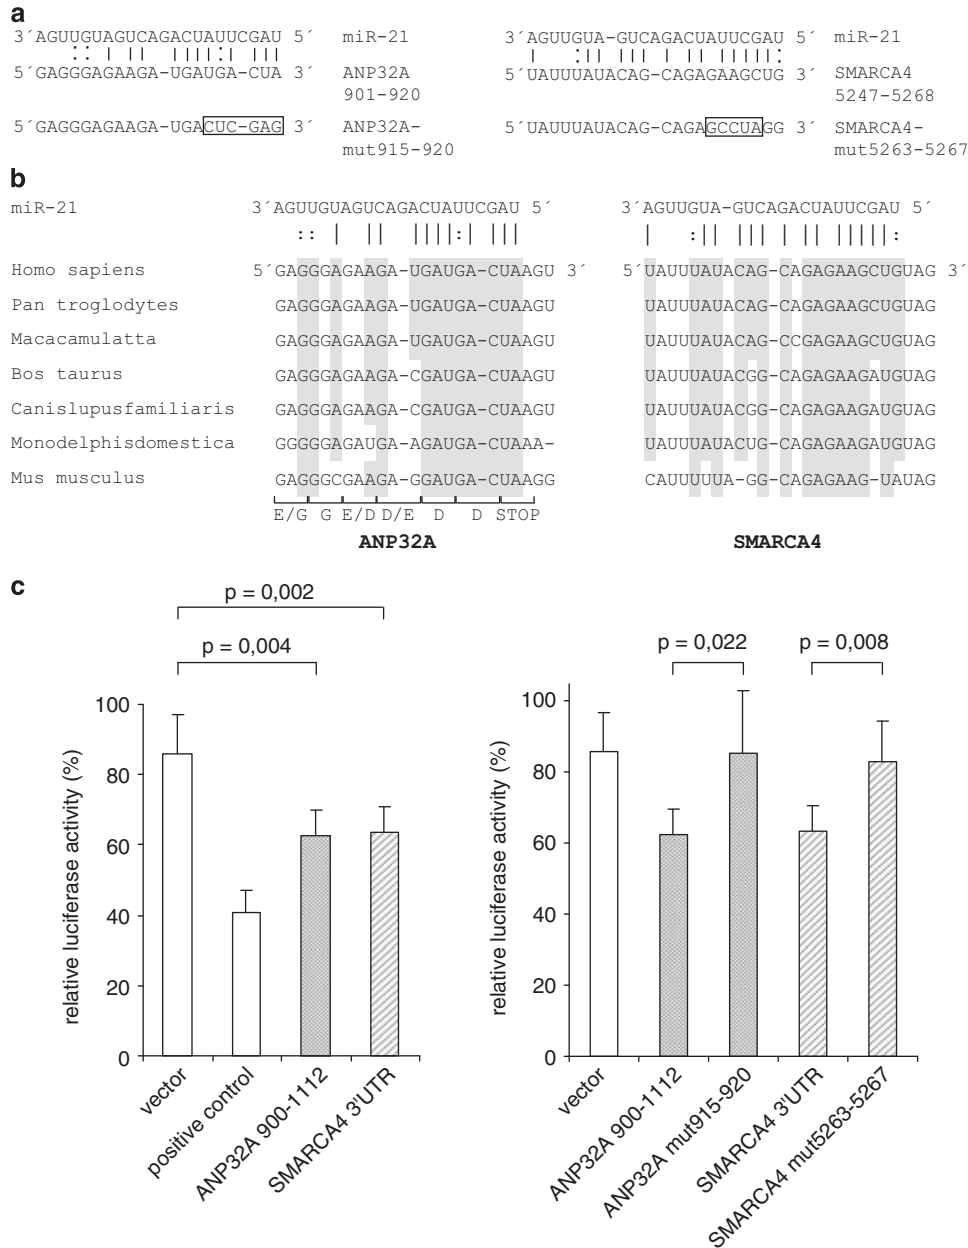 a
3´AGUUGUAGUCAGACUAUUCGAU 5´ miR-21
5´GAGGGAGAAGA-UGAUGA-CUA 3´ ANP32A
901-920
5´GAGGGAGAAGA-UGACUC-GAG 3´ ANP32A-
mut915-920
3´AGUUGUA-GUCAGACUAUUCGAU 5´ miR-21
5´UAUUUAUACAG-CAGAGAAGCUG 3´ SMARCA4
5247-5268
5´UAUUUAUACAG-CAGAGCCUAGG 3´ SMARCA4-
mut5263-5267
b
miR-21 3´AGUUGUAGUCAGACUAUUCGAU 5´ 3´AGUUGUA-GUCAGACUAUUCGAU 5´
Homo sapiens 5´GAGGGAGAAGA-UGAUGA-CUAAGU 3´ 5´UAUUUAUACAG-CAGAGAAGCUGUAG 3´
Pan troglodytes GAGGGAGAAGA-UGAUGA-CUAAGU UAUUUAUACAG-CAGAGAAGCUGUAG
Macacamulatta GAGGGAGAAGA-UGAUGA-CUAAGU UAUUUAUACAG-CCGAGAAGCUGUAG
Bos taurus GAGGGAGAAGA-CGAUGA-CUAAGU UAUUUAUACGG-CAGAGAAGAUGUAG
Canislupusfamiliaris GAGGGAGAAGA-CGAUGA-CUAAGU UAUUUAUACGG-CAGAGAAGAUGUAG
Monodelphisdomestica GGGGGAGAUGA-AGAUGA-CUAAA- UAUUUAUACUG-CAGAGAAGAUGUAG
Mus musculus GAGGGCGAAGA-GGAUGA-CUAAGG CAUUUUUA-GG-CAGAGAAG-UAUAG
E/G G E/D D/E D D STOP
ANP32A SMARCA4
c
p = 0,002
p = 0,004
relative luciferase activity (%)
100
80
60
40
20
0
vector
positive control
ANP32A 900-1112
SMARCA4 3'UTR
p = 0,022 p = 0,008
relative luciferase activity (%)
100
80
60
40
20
0
vector
ANP32A 900-1112
ANP32A mut915-920
SMARCA4 3'UTR
SMARCA4 mut5263-5267